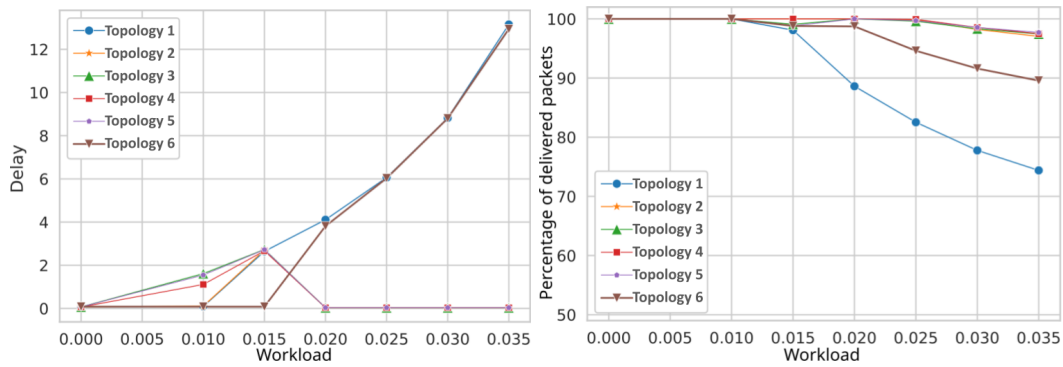 Delay
12
10
8
6
4
2
0
Topology 1
Topology 2
Topology 3
Topology 4
Topology 5
Topology 6
0.000 0.005 0.010 0.015 0.020 0.025 0.030 0.035
Workload
Percentage of delivered packets
100
90
80
70
60
50
Topology 1
Topology 2
Topology 3
Topology 4
Topology 5
Topology 6
0.000 0.005 0.010 0.015 0.020 0.025 0.030 0.035
Workload